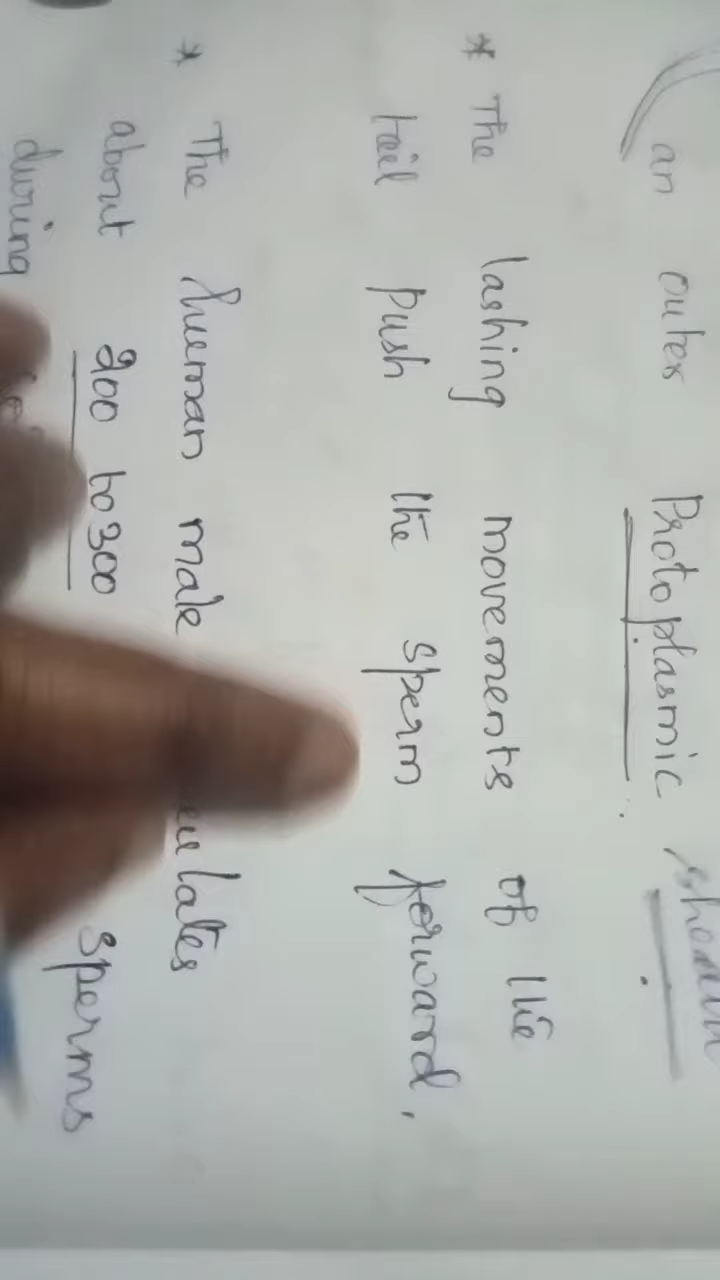 an outer Protoplasmic
* The lashing movements of the
tail push the sperm forward,
* The human male
about 200 to 300 sperms
during